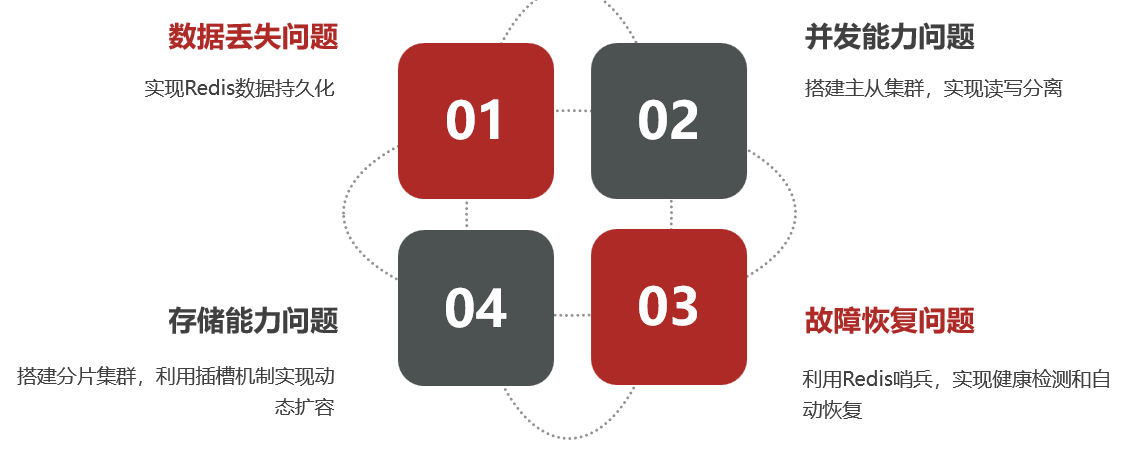 数据丢失问题
实现Redis数据持久化
01
02
并发能力问题
搭建主从集群，实现读写分离
存储能力问题
搭建分片集群，利用插槽机制实现动
态扩容
04
03
故障恢复问题
利用Redis哨兵，实现健康检测和自
动恢复